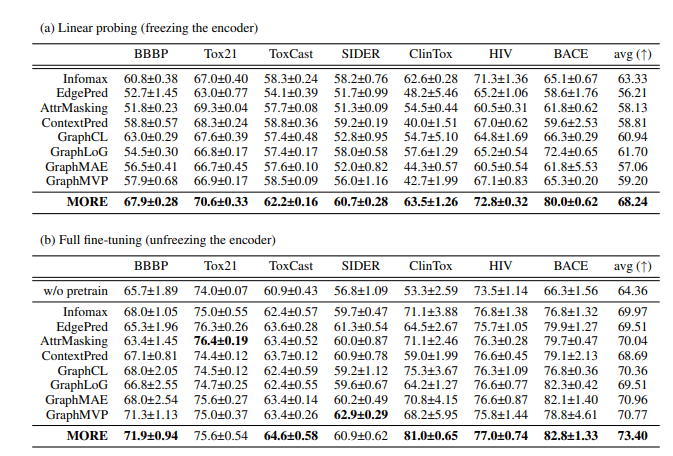 (a) Linear probing (freezing the encoder)
BBBP Tox21 ToxCast SIDER ClinTox HIV BACE avg (↑)
Infomax 60.8±0.38 67.0±0.40 58.3±0.24 58.2±0.76 62.6±0.28 71.3±1.36 65.1±0.67 63.33
EdgePred 52.7±1.45 63.0±0.77 54.1±0.39 51.7±0.99 48.2±5.46 65.2±1.06 58.6±1.76 56.21
AttrMasking 51.8±0.23 69.3±0.04 57.7±0.08 51.3±0.09 54.5±0.44 60.5±0.31 61.8±0.62 58.13
ContextPred 58.8±0.57 68.3±0.24 58.8±0.36 59.2±0.19 40.0±1.51 67.0±0.62 59.6±2.53 58.81
GraphCL 63.0±0.29 67.6±0.39 57.4±0.48 52.8±0.95 54.7±5.10 64.8±1.69 66.3±0.29 60.94
GraphLoG 54.5±0.30 66.8±0.17 57.4±0.17 58.0±0.58 57.6±1.29 65.2±0.54 72.4±0.65 61.70
GraphMAE 56.5±0.41 66.7±0.45 57.6±0.10 52.0±0.82 44.3±0.57 60.5±0.54 61.8±5.53 57.06
GraphMVP 57.9±0.68 66.9±0.17 58.5±0.09 56.0±1.16 42.7±1.99 67.1±0.83 65.3±0.20 59.20
MORE 67.9±0.28 70.6±0.33 62.2±0.16 60.7±0.28 63.5±1.26 72.8±0.32 80.0±0.62 68.24
(b) Full fine-tuning (unfreezing the encoder)
BBBP Tox21 ToxCast SIDER ClinTox HIV BACE avg (↑)
w/o pretrain 65.7±1.89 74.0±0.07 60.9±0.43 56.8±1.09 53.3±2.59 73.5±1.14 66.3±1.56 64.36
Infomax 68.0±1.05 75.0±0.55 62.4±0.57 59.7±0.47 71.1±3.88 76.8±1.38 76.8±1.32 69.97
EdgePred 65.3±1.96 76.3±0.26 63.6±0.28 61.3±0.54 64.5±2.67 75.7±1.05 79.9±1.27 69.51
AttrMasking 63.4±1.45 76.4±0.19 63.4±0.52 60.0±0.87 71.1±2.46 76.3±0.28 79.7±0.47 70.04
ContextPred 67.1±0.81 74.4±0.12 63.7±0.12 60.9±0.78 59.0±1.99 76.6±0.45 79.1±2.13 68.69
GraphCL 68.0±2.05 74.5±0.12 62.4±0.59 59.2±1.12 75.3±3.67 76.3±1.09 76.8±0.36 70.36
GraphLoG 66.8±2.55 74.7±0.25 62.4±0.55 59.6±0.67 64.2±1.27 76.6±0.77 82.3±0.42 69.51
GraphMAE 68.0±2.54 75.6±0.27 63.4±0.14 60.2±0.49 70.8±4.15 76.6±0.87 82.1±1.40 70.96
GraphMVP 71.3±1.13 75.0±0.37 63.4±0.26 62.9±0.29 68.2±5.95 75.8±1.44 78.8±4.61 70.77
MORE 71.9±0.94 75.6±0.54 64.6±0.58 60.9±0.62 81.0±0.65 77.0±0.74 82.8±1.33 73.40